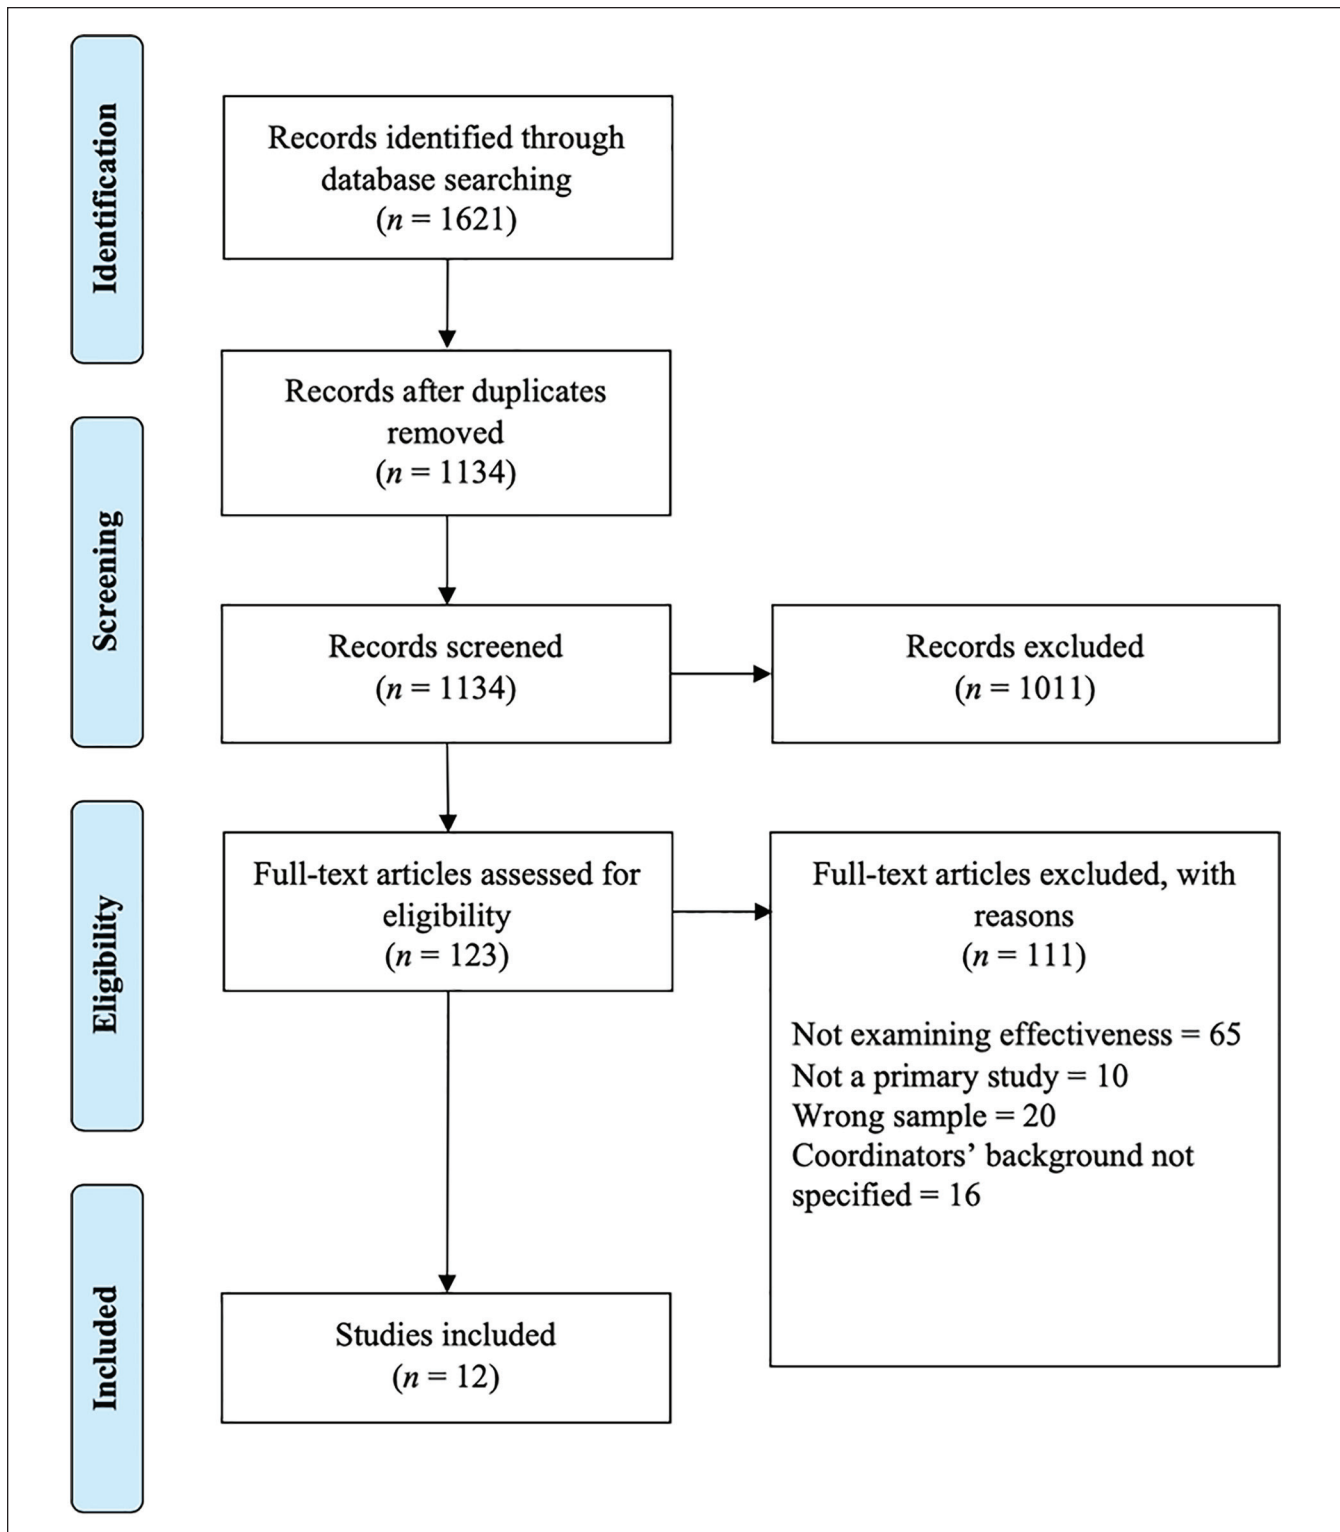 Identification
Records identified through
database searching
(n = 1621)
Records after duplicates
removed
(n = 1134)
Screening
Records screened
(n = 1134)
Records excluded
(n = 1011)
Eligibility
Full-text articles assessed for
eligibility
(n = 123)
Full-text articles excluded, with
reasons
(n = 111)
Not examining effectiveness = 65
Not a primary study = 10
Wrong sample = 20
Coordinators’ background not
specified = 16
Included
Studies included
(n = 12)